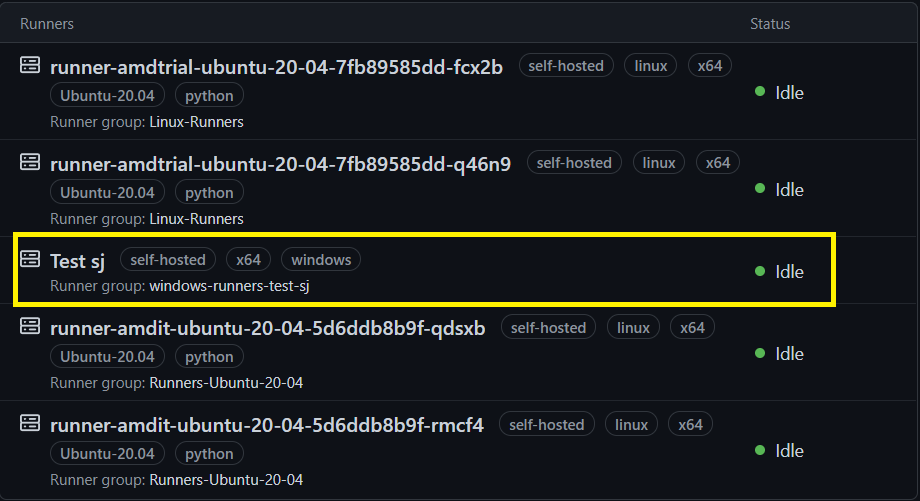 Runners Status
runner-amdtrial-ubuntu-20-04-7fb89585dd-fcx2b self-hosted linux x64
Ubuntu-20.04 python
Idle
Runner group: Linux-Runners
runner-amdtrial-ubuntu-20-04-7fb89585dd-q46n9 self-hosted linux x64
Ubuntu-20.04 python
Idle
Runner group: Linux-Runners
Test sj self-hosted x64 windows
Idle
Runner group: windows-runners-test-sj
runner-amdit-ubuntu-20-04-5d6ddb8b9f-qdsxb self-hosted linux x64
Ubuntu-20.04 python
Idle
Runner group: Runners-Ubuntu-20-04
runner-amdit-ubuntu-20-04-5d6ddb8b9f-rmcf4 self-hosted linux x64
Ubuntu-20.04 python
Idle
Runner group: Runners-Ubuntu-20-04